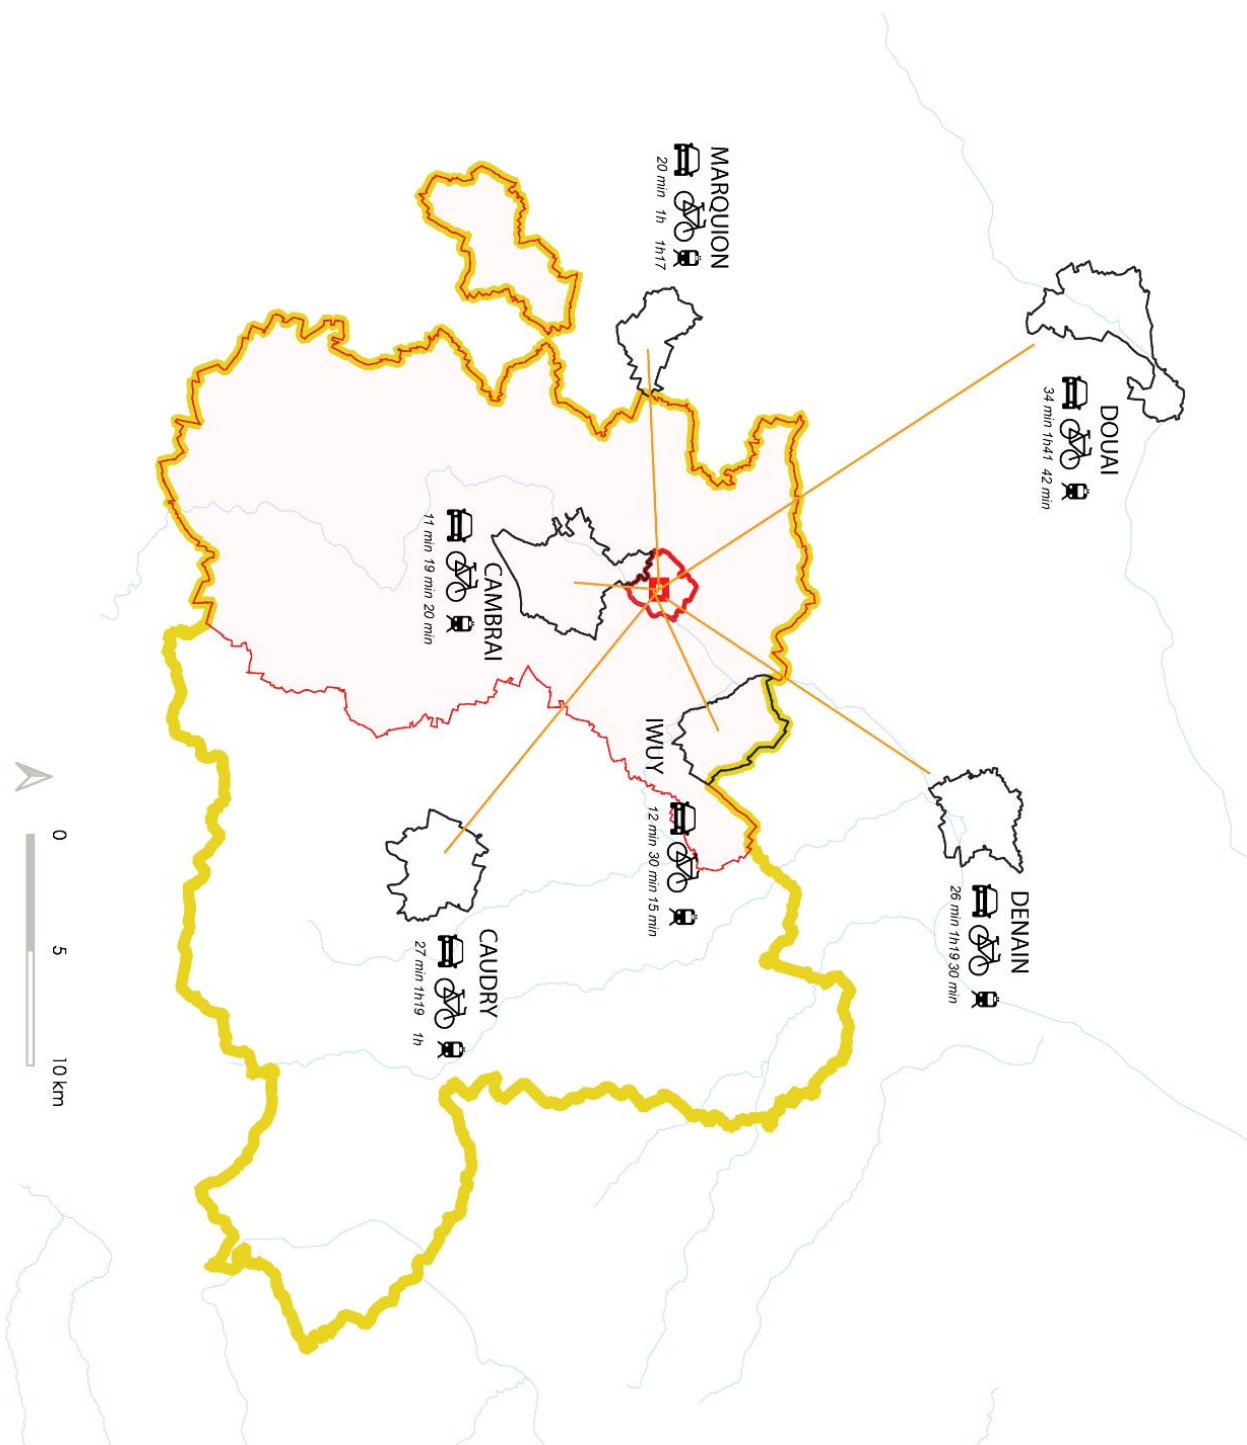 DOUAI
34 min 1h41 42 min
DENAIN
26 min 1h19 30 min
MARQUION
20 min 1h 1h17
IWUY
12 min 30 min 15 min
CAMBRAI
11 min 19 min 20 min
CAUDRY
27 min 1h19 1h
0 5 10 km